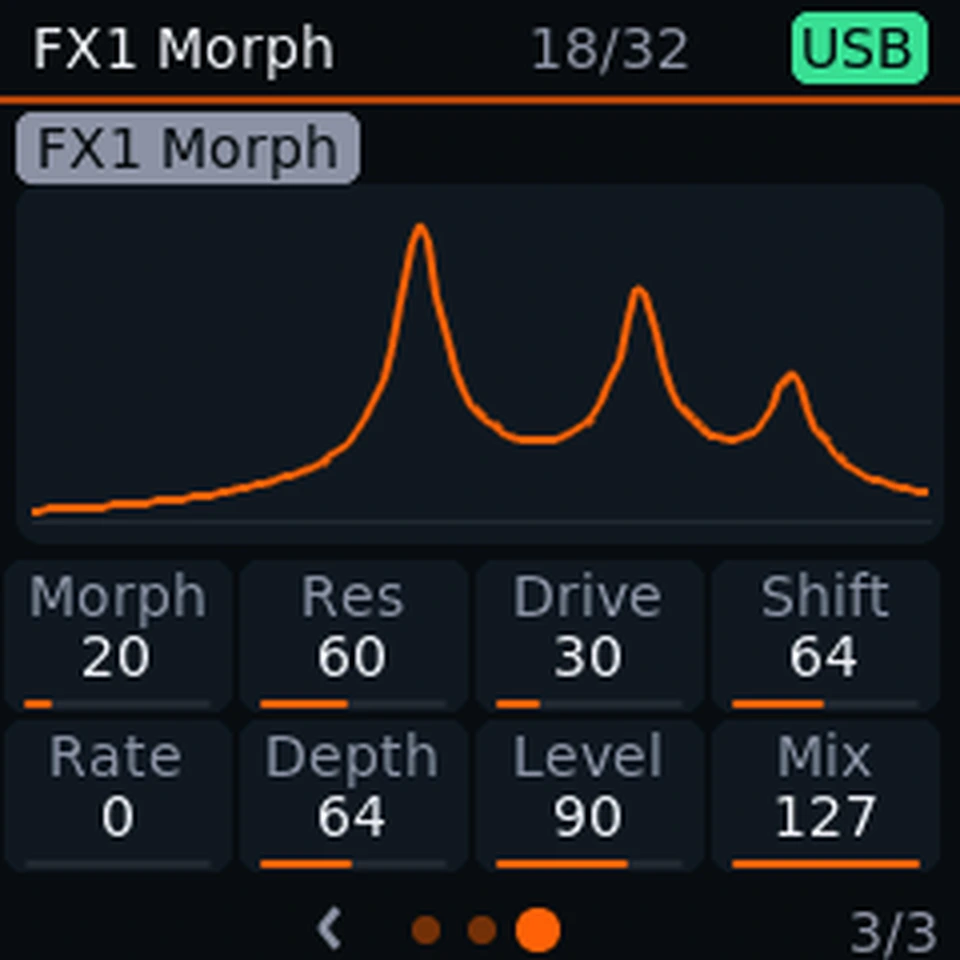 FX1 Morph 18/32 USB
FX1 Morph
Morph Res Drive Shift
20 60 30 64
Rate Depth Level Mix
0 64 90 127
3/3